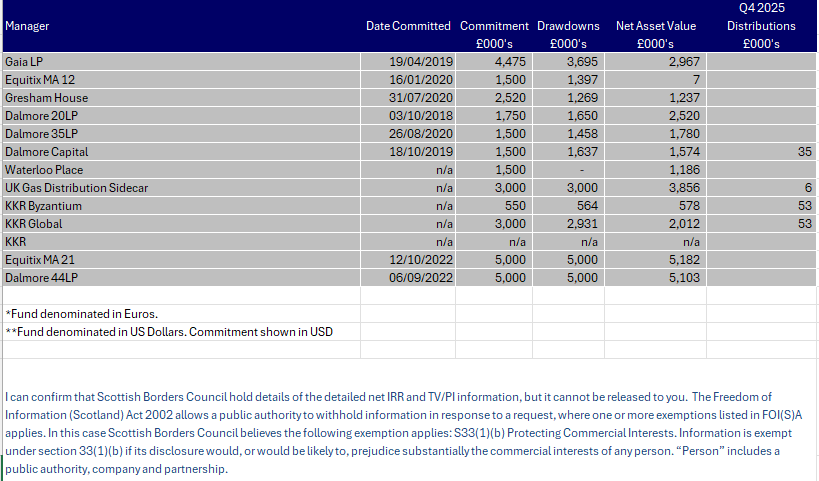 Q4 2025
Manager Date Committed Commitment Drawdowns Net Asset Value Distributions
£000's £000's £000's £000's
Gaia LP 19/04/2019 4,475 3,695 2,967
Equitix MA 12 16/01/2020 1,500 1,397 7
Gresham House 31/07/2020 2,520 1,269 1,237
Dalmore 20LP 03/10/2018 1,750 1,650 2,520
Dalmore 35LP 26/08/2020 1,500 1,458 1,780
Dalmore Capital 18/10/2019 1,500 1,637 1,574 35
Waterloo Place n/a 1,500 - 1,186
UK Gas Distribution Sidecar n/a 3,000 3,000 3,856 6
KKR Byzantium n/a 550 564 578 53
KKR Global n/a 3,000 2,931 2,012 53
KKR n/a n/a n/a n/a
Equitix MA 21 12/10/2022 5,000 5,000 5,182
Dalmore 44LP 06/09/2022 5,000 5,000 5,103
*Fund denominated in Euros.
**Fund denominated in US Dollars. Commitment shown in USD
I can confirm that Scottish Borders Council hold details of the detailed net IRR and TV/PI information, but it cannot be released to you. The Freedom of
Information (Scotland) Act 2002 allows a public authority to withhold information in response to a request, where one or more exemptions listed in FOI(S)A
applies. In this case Scottish Borders Council believes the following exemption applies: S33(1)(b) Protecting Commercial Interests. Information is exempt
under section 33(1)(b) if its disclosure would, or would be likely to, prejudice substantially the commercial interests of any person. “Person” includes a
public authority, company and partnership.